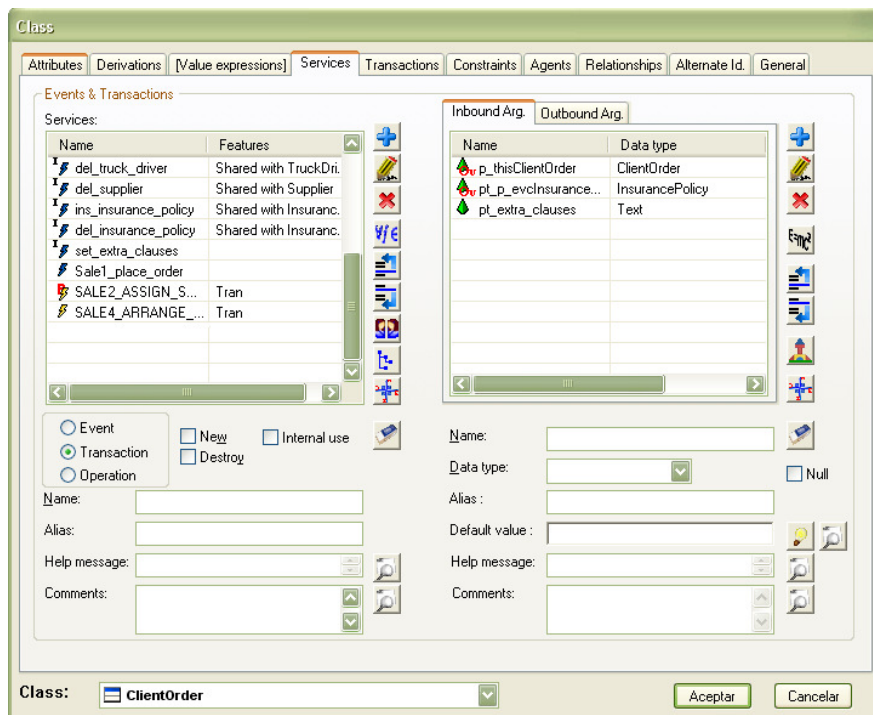 Class
Attributes Derivations [Value expressions] Services Transactions Constraints Agents Relationships Alternate Id. General
Events & Transactions
Services:
Name Features
del_truck_driver Shared with TruckDri.
del_supplier Shared with Supplier
ins_insurance_policy Shared with Insuranc.
del_insurance_policy Shared with Insuranc.
set_extra_clauses
Sale1_place_order
SALE2_ASSIGN_S... Tran
SALE4_ARRANGE_... Tran
Event
Transaction
Operation
New
Destroy
Internal use
Name:
Alias:
Help message:
Comments:
Inbound Arg. Outbound Arg.
Name Data type
p_thisClientOrder ClientOrder
pt_p_evcInsurance... InsurancePolicy
pt_extra_clauses Text
E=mc²
Name:
Data type:
Null
Alias :
Default value :
Help message:
Comments:
Class: ClientOrder
Aceptar Cancelar